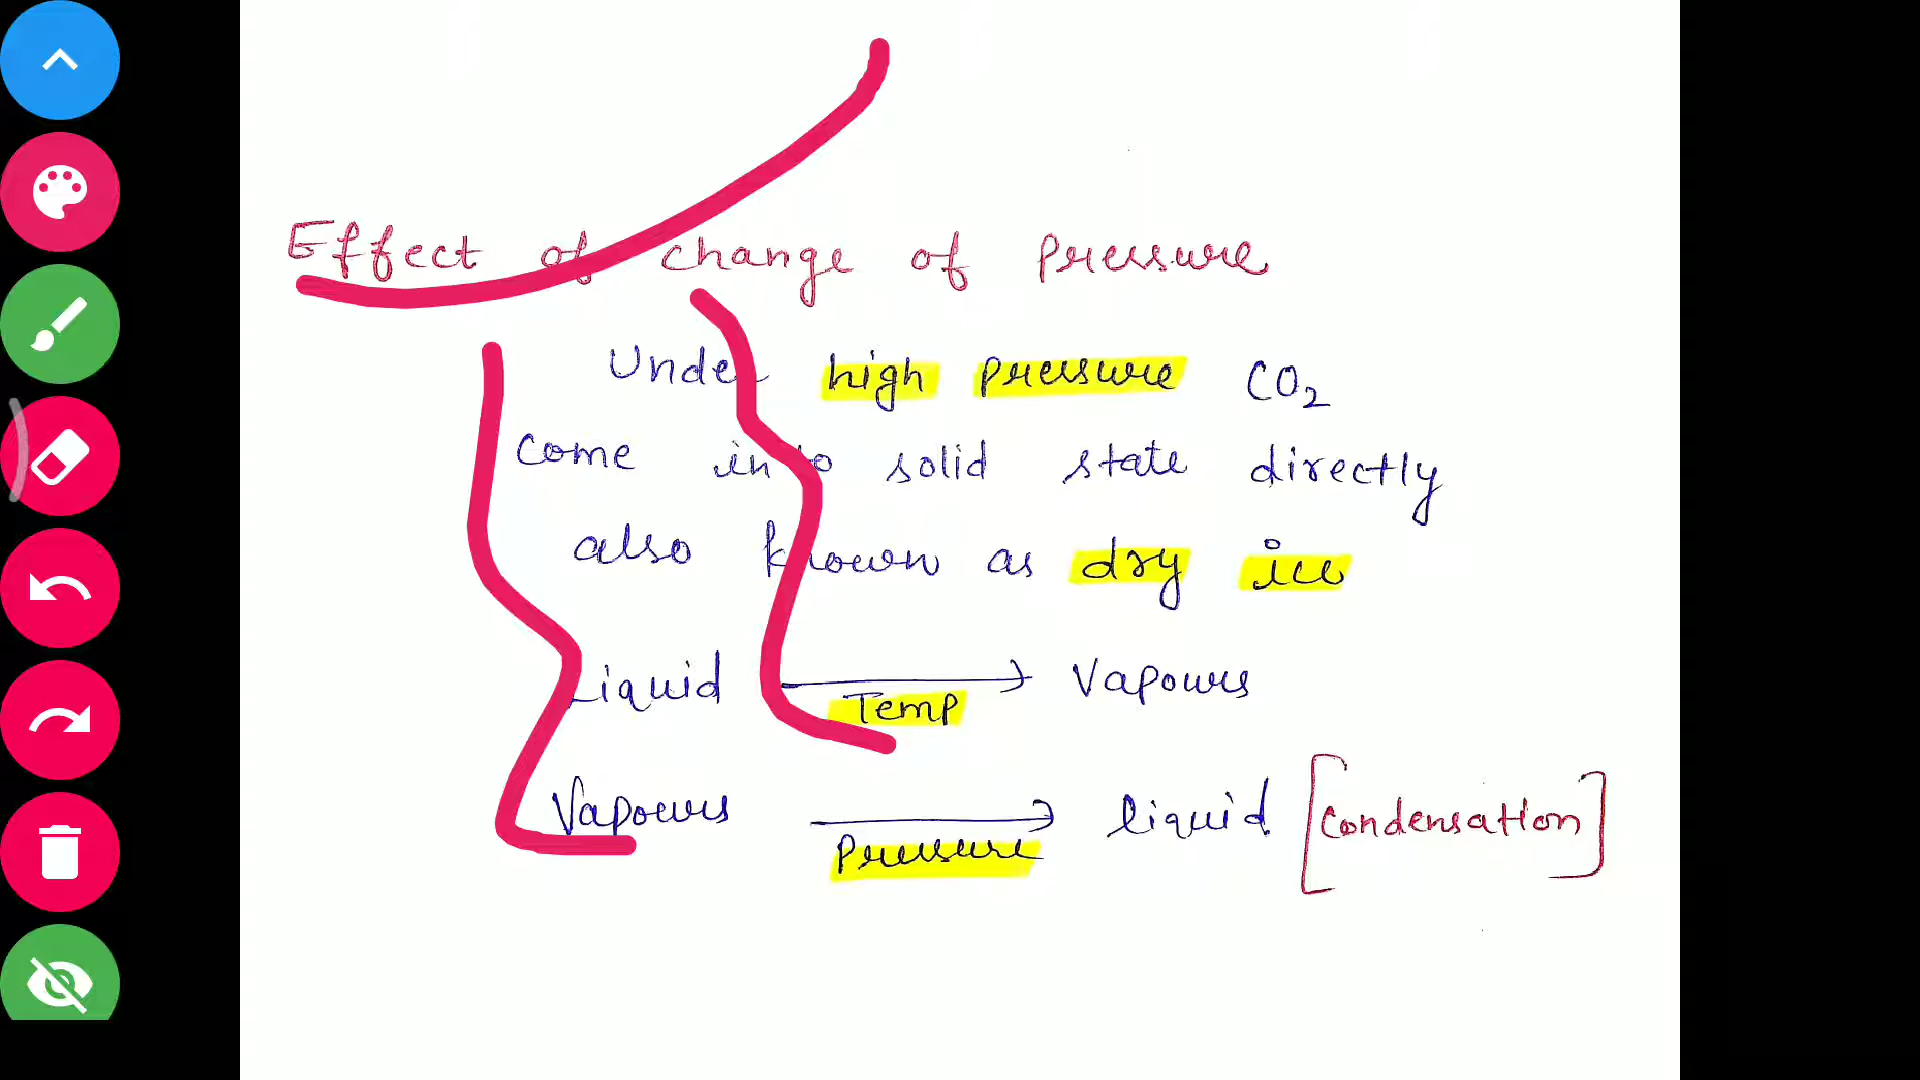 Effect of change of Pressure
Under high pressure CO₂
come into solid state directly
also known as dry ice
Liquid → Vapours
Temp
Vapours → liquid [Condensation]
Pressure